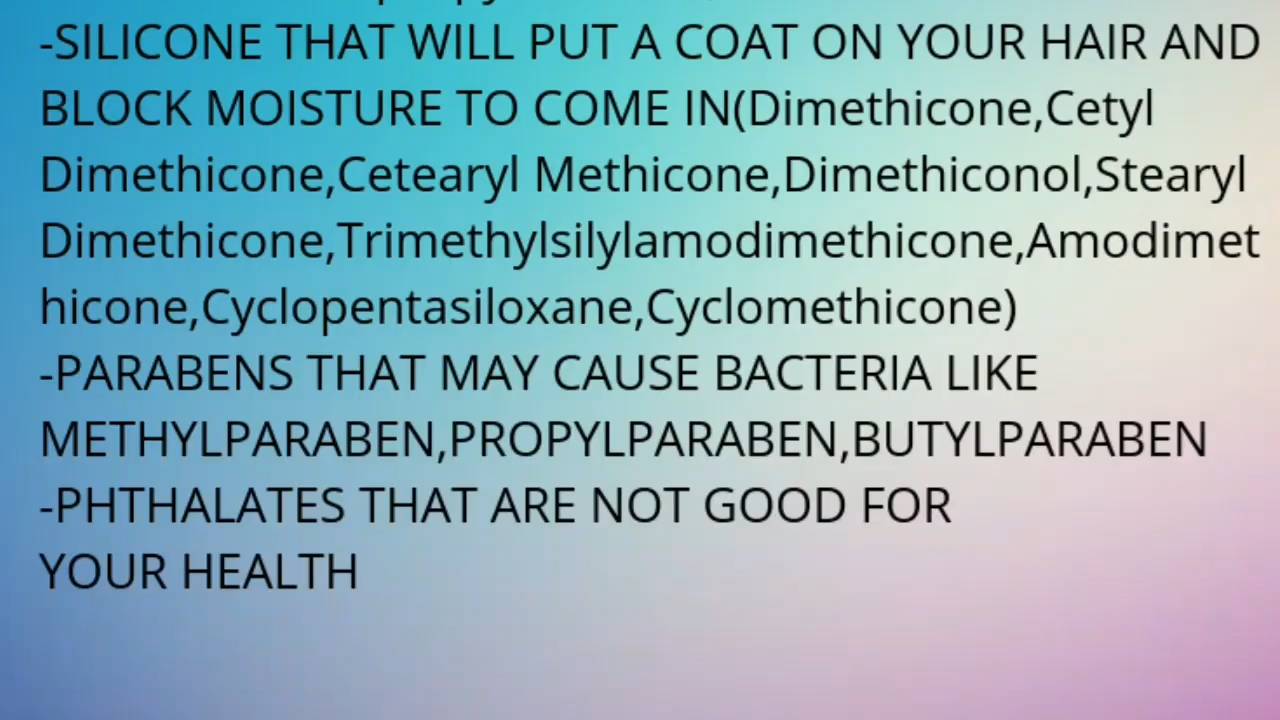 -SILICONE THAT WILL PUT A COAT ON YOUR HAIR AND
BLOCK MOISTURE TO COME IN(Dimethicone,Cetyl
Dimethicone,Cetearyl Methicone,Dimethiconol,Stearyl
Dimethicone,Trimethylsilylamodimethicone,Amodimet
hicone,Cyclopentasiloxane,Cyclomethicone)
-PARABENS THAT MAY CAUSE BACTERIA LIKE
METHYLPARABEN,PROPYLPARABEN,BUTYLPARABEN
-PHTHALATES THAT ARE NOT GOOD FOR
YOUR HEALTH